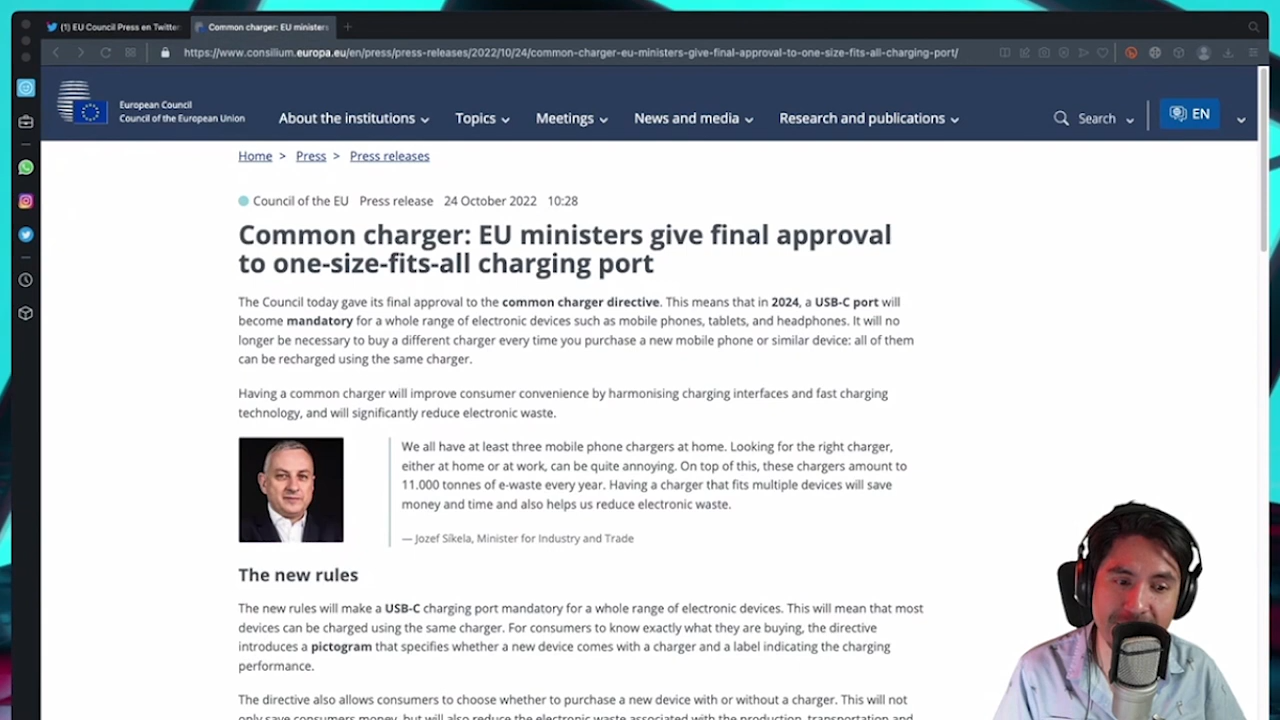 (1) EU Council Press en Twitter
Common charger: EU ministers
https://www.consilium.europa.eu/en/press/press-releases/2022/10/24/common-charger-eu-ministers-give-final-approval-to-one-size-fits-all-charging-port/
European Council
Council of the European Union
About the institutions
Topics
Meetings
News and media
Research and publications
Search
EN
Home > Press > Press releases
Council of the EU Press release 24 October 2022 10:28
Common charger: EU ministers give final approval
to one-size-fits-all charging port
The Council today gave its final approval to the common charger directive. This means that in 2024, a USB-C port will
become mandatory for a whole range of electronic devices such as mobile phones, tablets, and headphones. It will no
longer be necessary to buy a different charger every time you purchase a new mobile phone or similar device: all of them
can be recharged using the same charger.
Having a common charger will improve consumer convenience by harmonising charging interfaces and fast charging
technology, and will significantly reduce electronic waste.
We all have at least three mobile phone chargers at home. Looking for the right charger,
either at home or at work, can be quite annoying. On top of this, these chargers amount to
11.000 tonnes of e-waste every year. Having a charger that fits multiple devices will save
money and time and also helps us reduce electronic waste.
— Jozef Síkela, Minister for Industry and Trade
The new rules
The new rules will make a USB-C charging port mandatory for a whole range of electronic devices. This will mean that most
devices can be charged using the same charger. For consumers to know exactly what they are buying, the directive
introduces a pictogram that specifies whether a new device comes with a charger and a label indicating the charging
performance.
The directive also allows consumers to choose whether to purchase a new device with or without a charger. This will not
only save consumers money, but will also reduce the electronic waste associated with the production, transportation and